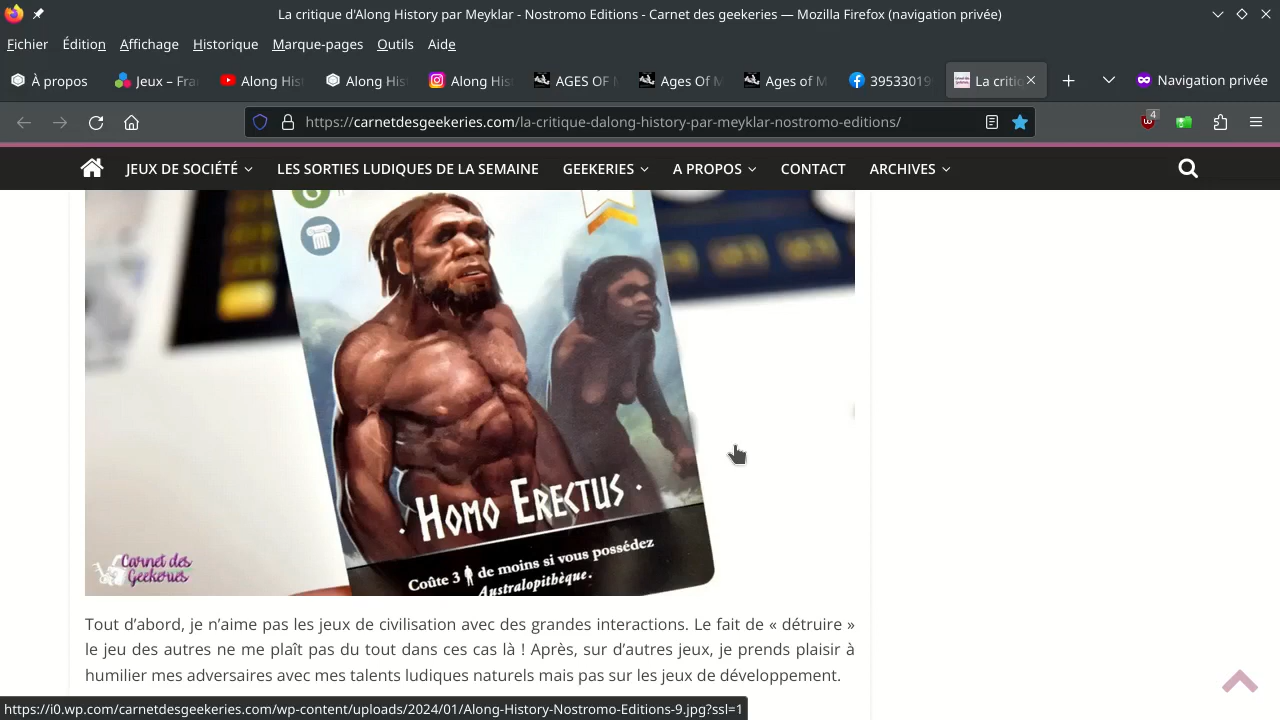 La critique d'Along History par Meyklar - Nostromo Editions - Carnet des geekeries — Mozilla Firefox (navigation privée)
Fichier Édition Affichage Historique Marque-pages Outils Aide
À propos Jeux – Fra Along His Along His Along His AGES OF M Ages Of M Ages of M 39533019 La critic Navigation privée
https://carnetdesgeekeries.com/la-critique-dalong-history-par-meyklar-nostromo-editions/ 4
JEUX DE SOCIÉTÉ LES SORTIES LUDIQUES DE LA SEMAINE GEEKERIES A PROPOS CONTACT ARCHIVES
· HOMO ERECTUS ·
Coûte 3 de moins si vous possédez
Australopithèque.
Carnet des
Geekeries
Tout d’abord, je n’aime pas les jeux de civilisation avec des grandes interactions. Le fait de « détruire »
le jeu des autres ne me plaît pas du tout dans ces cas là ! Après, sur d’autres jeux, je prends plaisir à
humilier mes adversaires avec mes talents ludiques naturels mais pas sur les jeux de développement.
https://i0.wp.com/carnetdesgeekeries.com/wp-content/uploads/2024/01/Along-History-Nostromo-Editions-9.jpg?ssl=1